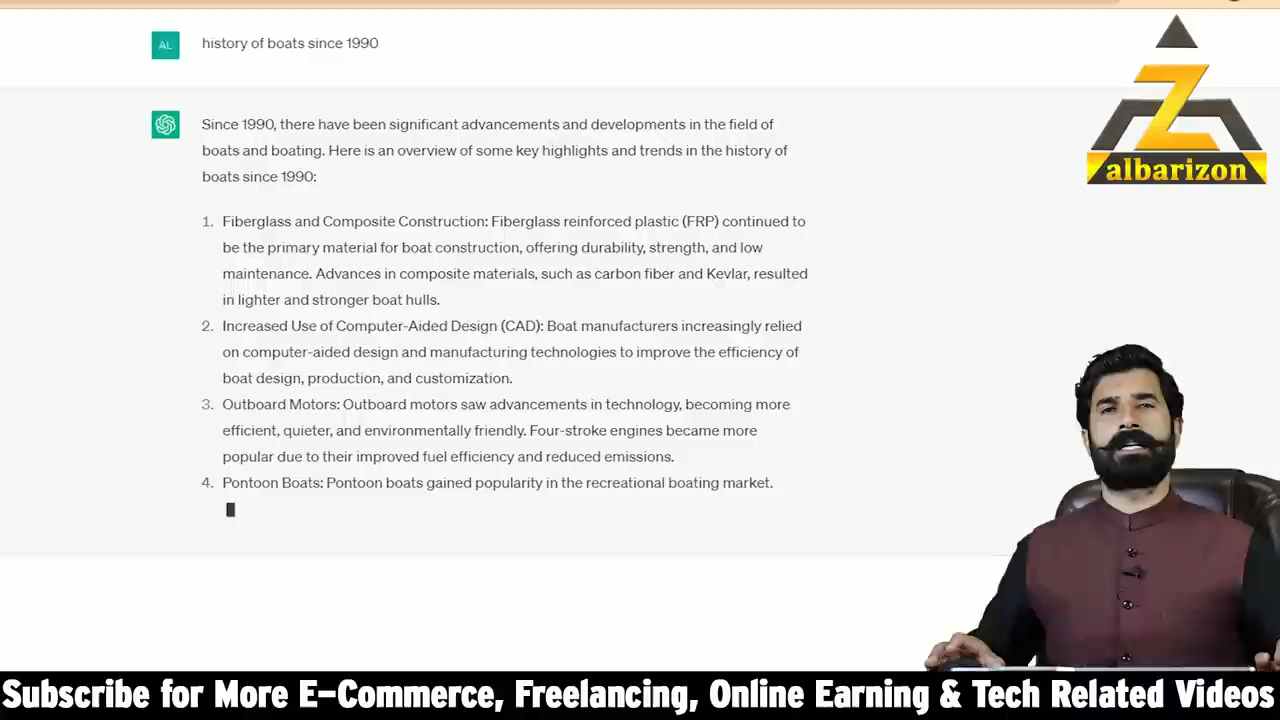 AL
history of boats since 1990
Since 1990, there have been significant advancements and developments in the field of
boats and boating. Here is an overview of some key highlights and trends in the history of
boats since 1990:
1. Fiberglass and Composite Construction: Fiberglass reinforced plastic (FRP) continued to
be the primary material for boat construction, offering durability, strength, and low
maintenance. Advances in composite materials, such as carbon fiber and Kevlar, resulted
in lighter and stronger boat hulls.
2. Increased Use of Computer-Aided Design (CAD): Boat manufacturers increasingly relied
on computer-aided design and manufacturing technologies to improve the efficiency of
boat design, production, and customization.
3. Outboard Motors: Outboard motors saw advancements in technology, becoming more
efficient, quieter, and environmentally friendly. Four-stroke engines became more
popular due to their improved fuel efficiency and reduced emissions.
4. Pontoon Boats: Pontoon boats gained popularity in the recreational boating market.
Z
albarizon
Subscribe for More E-Commerce, Freelancing, Online Earning & Tech Related Videos